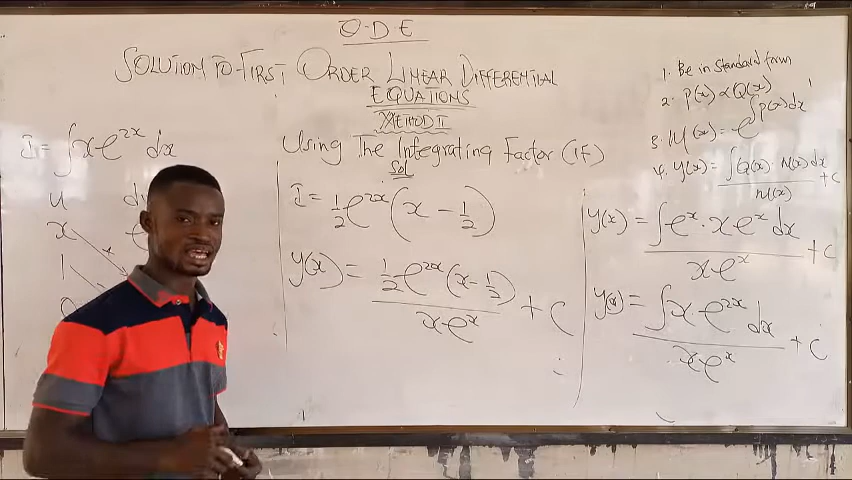 O.D.E
SOLUTION TO FIRST ORDER LINEAR DIFFERENTIAL
EQUATIONS
METHOD II
Using The Integrating Factor (IF)
I = ∫xe^{2x} dx
u
x
x
1
Sol
I = 1/2 e^{2x} (x - 1/2)
y(x) = (1/2 e^{2x} (x - 1/2)) / (x·e^x) + C
1. Be in Standard form
2. P(x) ∝ Q(x)
3. M(x) = e^{∫P(x)dx}
4. y(x) = (∫Q(x)·M(x)dx) / M(x) + C
y(x) = (∫e^x · xe^x dx) / (xe^x) + C
y(x) = (∫x·e^{2x} dx) / (xe^x) + C